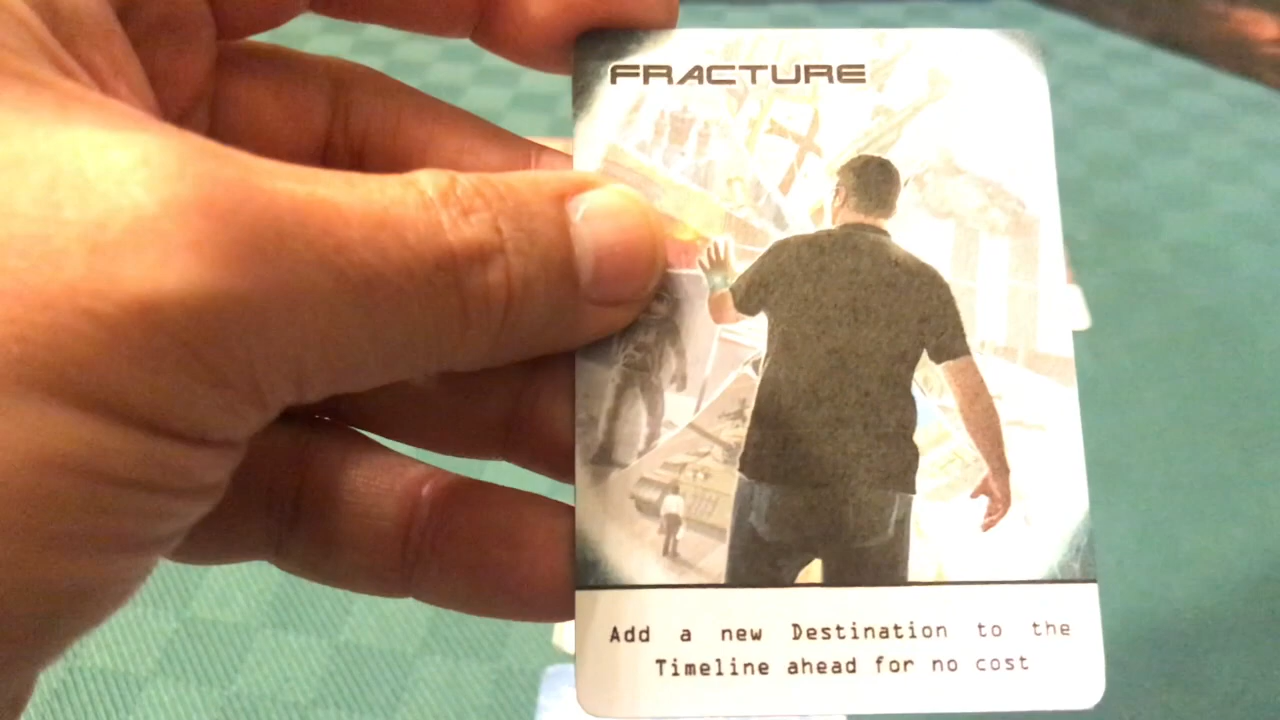 FRACTURE
Add a new Destination to the
Timeline ahead for no cost